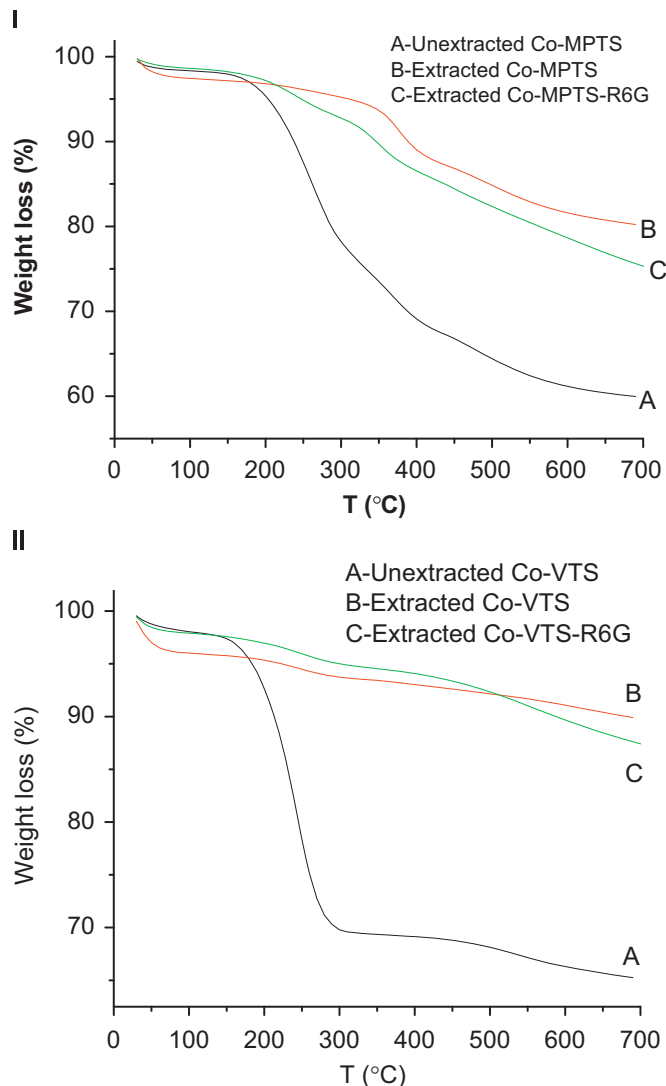 I
A-Unextracted Co-MPTS
B-Extracted Co-MPTS
C-Extracted Co-MPTS-R6G
100
90
80
70
60
Weight loss (%)
B
C
A
0 100 200 300 400 500 600 700
T (°C)
II
A-Unextracted Co-VTS
B-Extracted Co-VTS
C-Extracted Co-VTS-R6G
100
90
80
70
Weight loss (%)
B
C
A
0 100 200 300 400 500 600 700
T (°C)